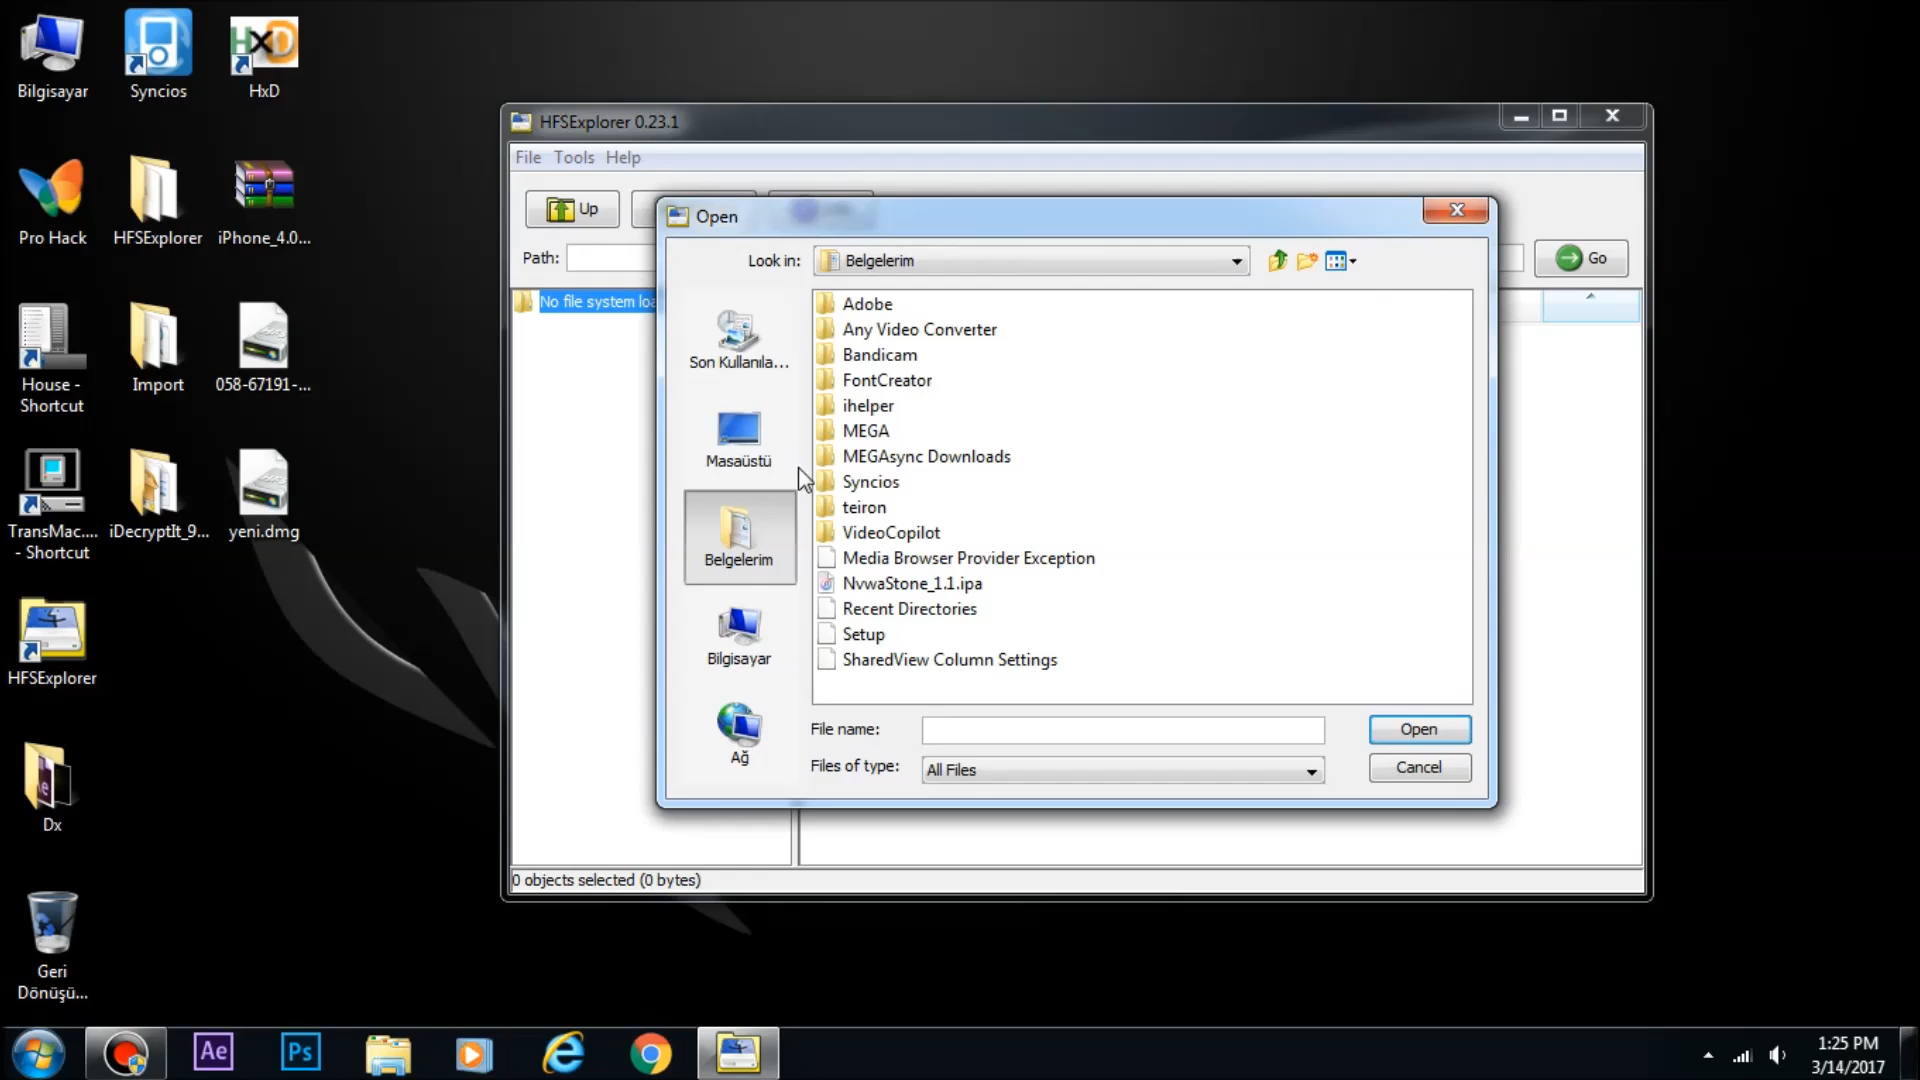 Bilgisayar
Syncios
HxD
Pro Hack
HFSExplorer
iPhone_4.0...
House -
Shortcut
Import
058-67191-...
TransMac....
- Shortcut
iDecryptIt_9...
yeni.dmg
HFSExplorer
Dx
Geri
Dönüşü...
HFSExplorer 0.23.1
File Tools Help
Up
Path:
Go
No file system loa
Open
Look in: Belgelerim
Son Kullanıla...
Masaüstü
Belgelerim
Bilgisayar
Ağ
Adobe
Any Video Converter
Bandicam
FontCreator
ihelper
MEGA
MEGAsync Downloads
Syncios
teiron
VideoCopilot
Media Browser Provider Exception
NvwaStone_1.1.ipa
Recent Directories
Setup
SharedView Column Settings
File name:
Open
Files of type: All Files
Cancel
0 objects selected (0 bytes)
Ae
Ps
1:25 PM
3/14/2017